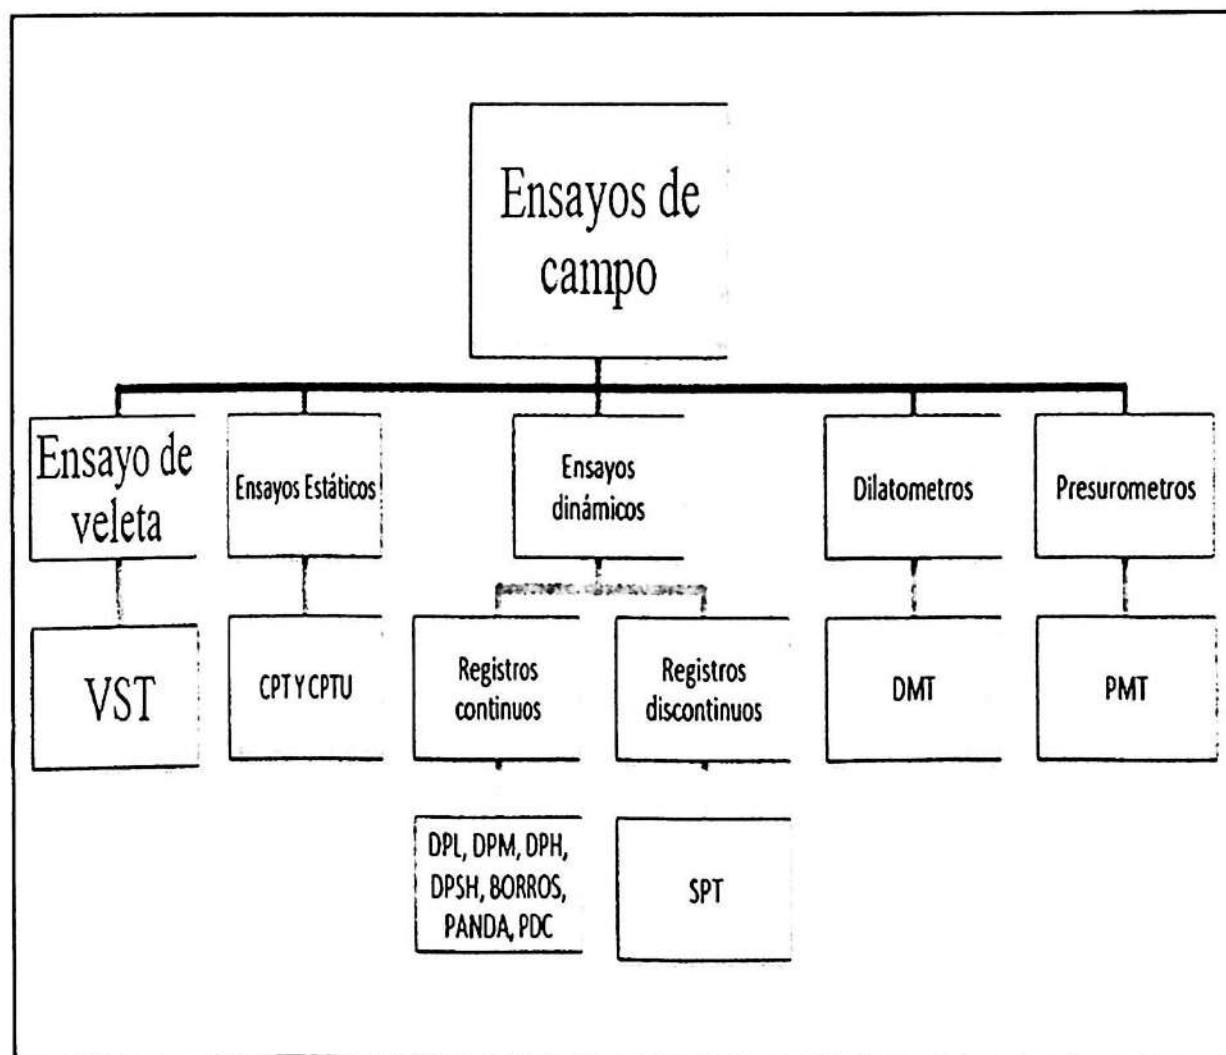 Ensayos de
campo
Ensayo de
veleta
Ensayos Estáticos
Ensayos
dinámicos
Dilatometros
Presurometros
VST
CPT Y CPTU
Registros
continuos
Registros
discontinuos
DMT
PMT
DPL, DPM, DPH,
DPSH, BORROS,
PANDA, PDC
SPT